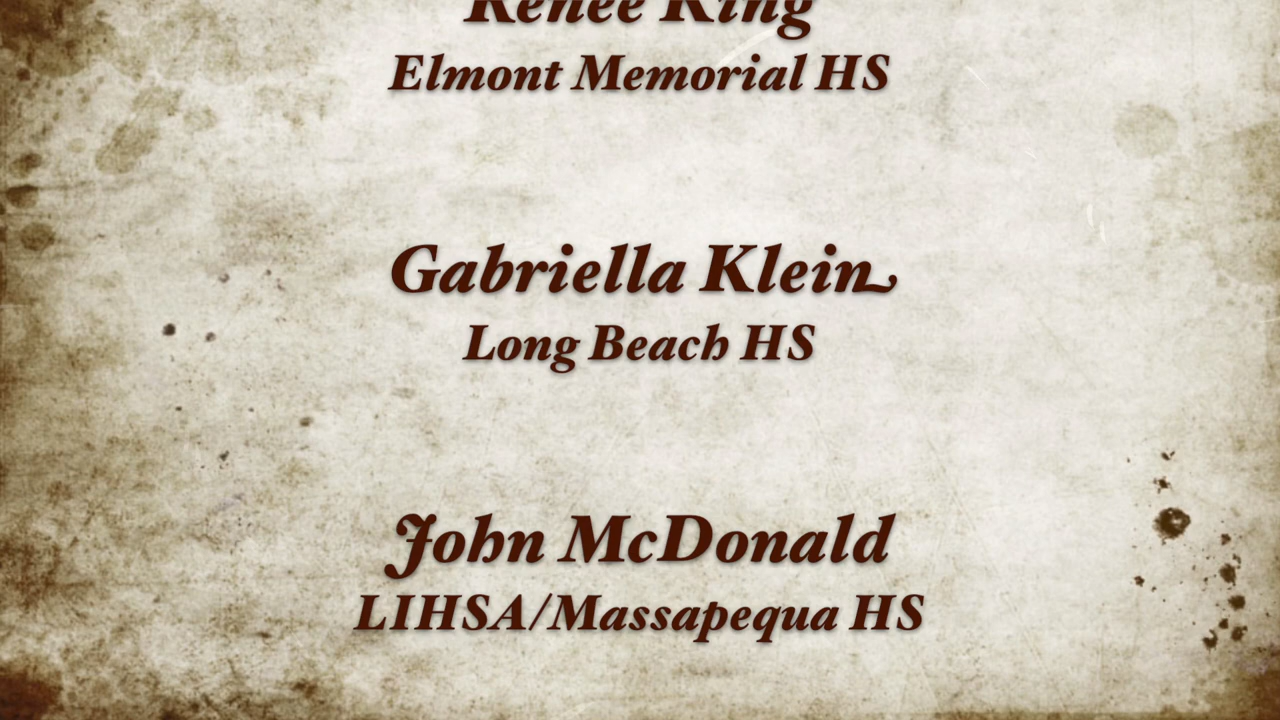 Renee King
Elmont Memorial HS
Gabriella Klein
Long Beach HS
John McDonald
LIHSA/Massapequa HS